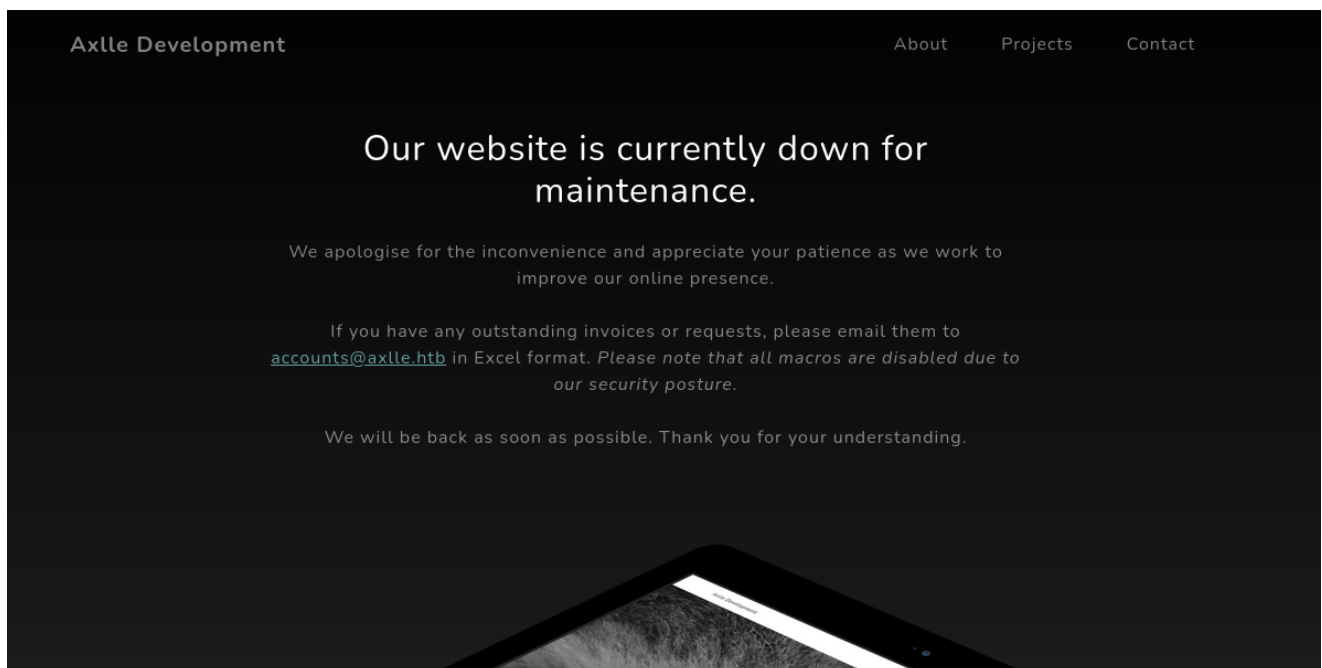 Axlle Development
About Projects Contact
Our website is currently down for
maintenance.
We apologise for the inconvenience and appreciate your patience as we work to
improve our online presence.
If you have any outstanding invoices or requests, please email them to
accounts@axlle.htb in Excel format. Please note that all macros are disabled due to
our security posture.
We will be back as soon as possible. Thank you for your understanding.
Axlle Development